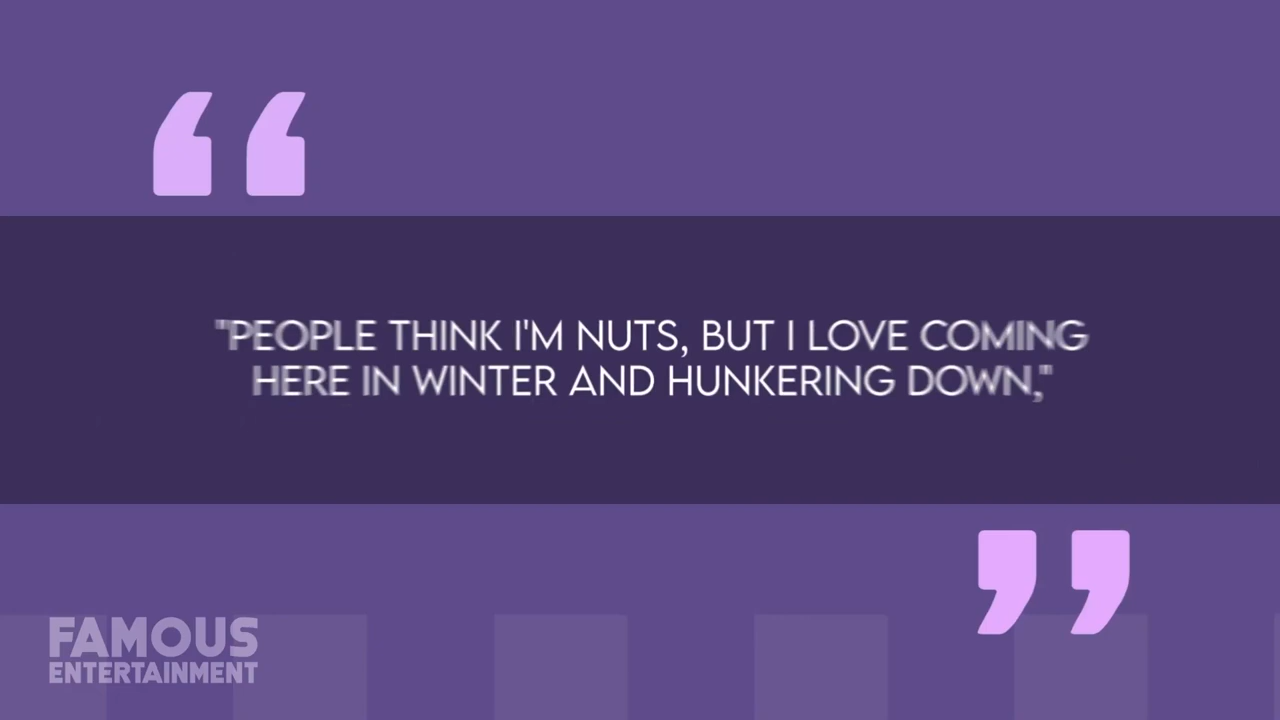 "PEOPLE THINK I'M NUTS, BUT I LOVE COMING
HERE IN WINTER AND HUNKERING DOWN,"
FAMOUS
ENTERTAINMENT